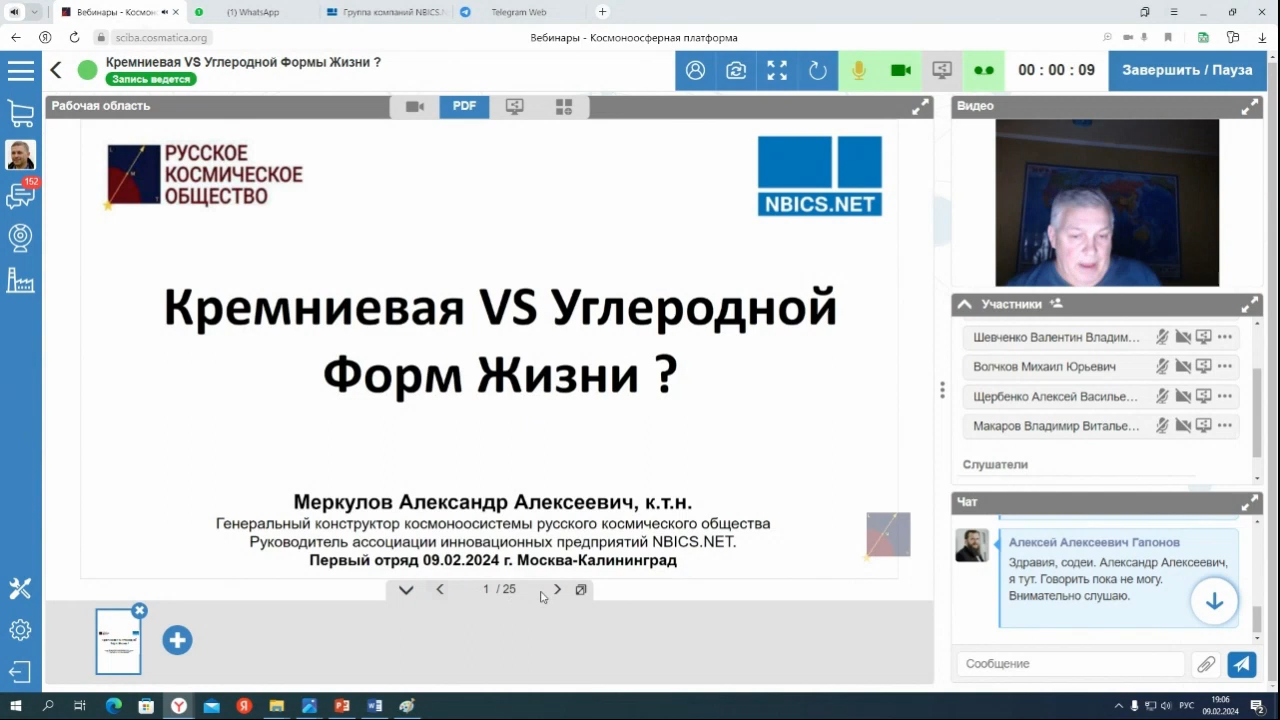 Вебинары - Космон
(1) WhatsApp
Группа компаний NBICS.N
Telegram Web
sciba.cosmatica.org
Вебинары - Космоноосферная платформа
Кремниевая VS Углеродной Формы Жизни ?
Запись ведется
00 : 00 : 09
Завершить / Пауза
Рабочая область
PDF
Видео
152
РУССКОЕ
КОСМИЧЕСКОЕ
ОБЩЕСТВО
NBICS.NET
Кремниевая VS Углеродной
Форм Жизни ?
Меркулов Александр Алексеевич, к.т.н.
Генеральный конструктор космоноосистемы русского космического общества
Руководитель ассоциации инновационных предприятий NBICS.NET.
Первый отряд 09.02.2024 г. Москва-Калининград
1 / 25
Участники
Шевченко Валентин Владим...
Волчков Михаил Юрьевич
Щербенко Алексей Василье...
Макаров Владимир Виталье...
Слушатели
Чат
Алексей Алексеевич Гапонов
Здравия, содеи. Александр Алексеевич,
я тут. Говорить пока не могу.
Внимательно слушаю.
Сообщение
РУС
19:06
09.02.2024
2